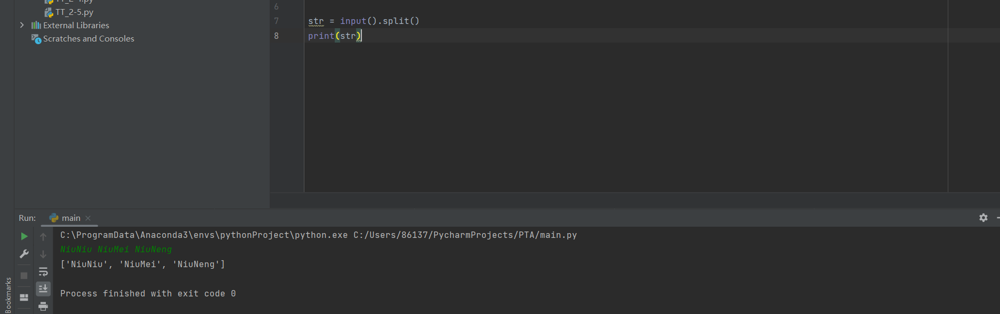 TT_2-5.py
External Libraries
Scratches and Consoles
6
7 str = input().split()
8 print(str)
Run: main
C:\ProgramData\Anaconda3\envs\pythonProject\python.exe C:/Users/86137/PycharmProjects/PTA/main.py
NiuNiu NiuMei NiuNeng
['NiuNiu', 'NiuMei', 'NiuNeng']
Process finished with exit code 0
Bookmarks